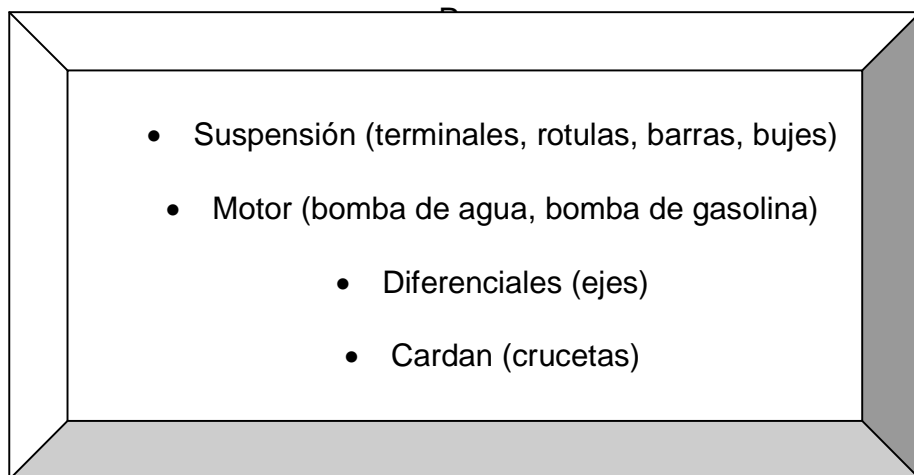 • Suspensión (terminales, rotulas, barras, bujes)
• Motor (bomba de agua, bomba de gasolina)
• Diferenciales (ejes)
• Cardan (crucetas)